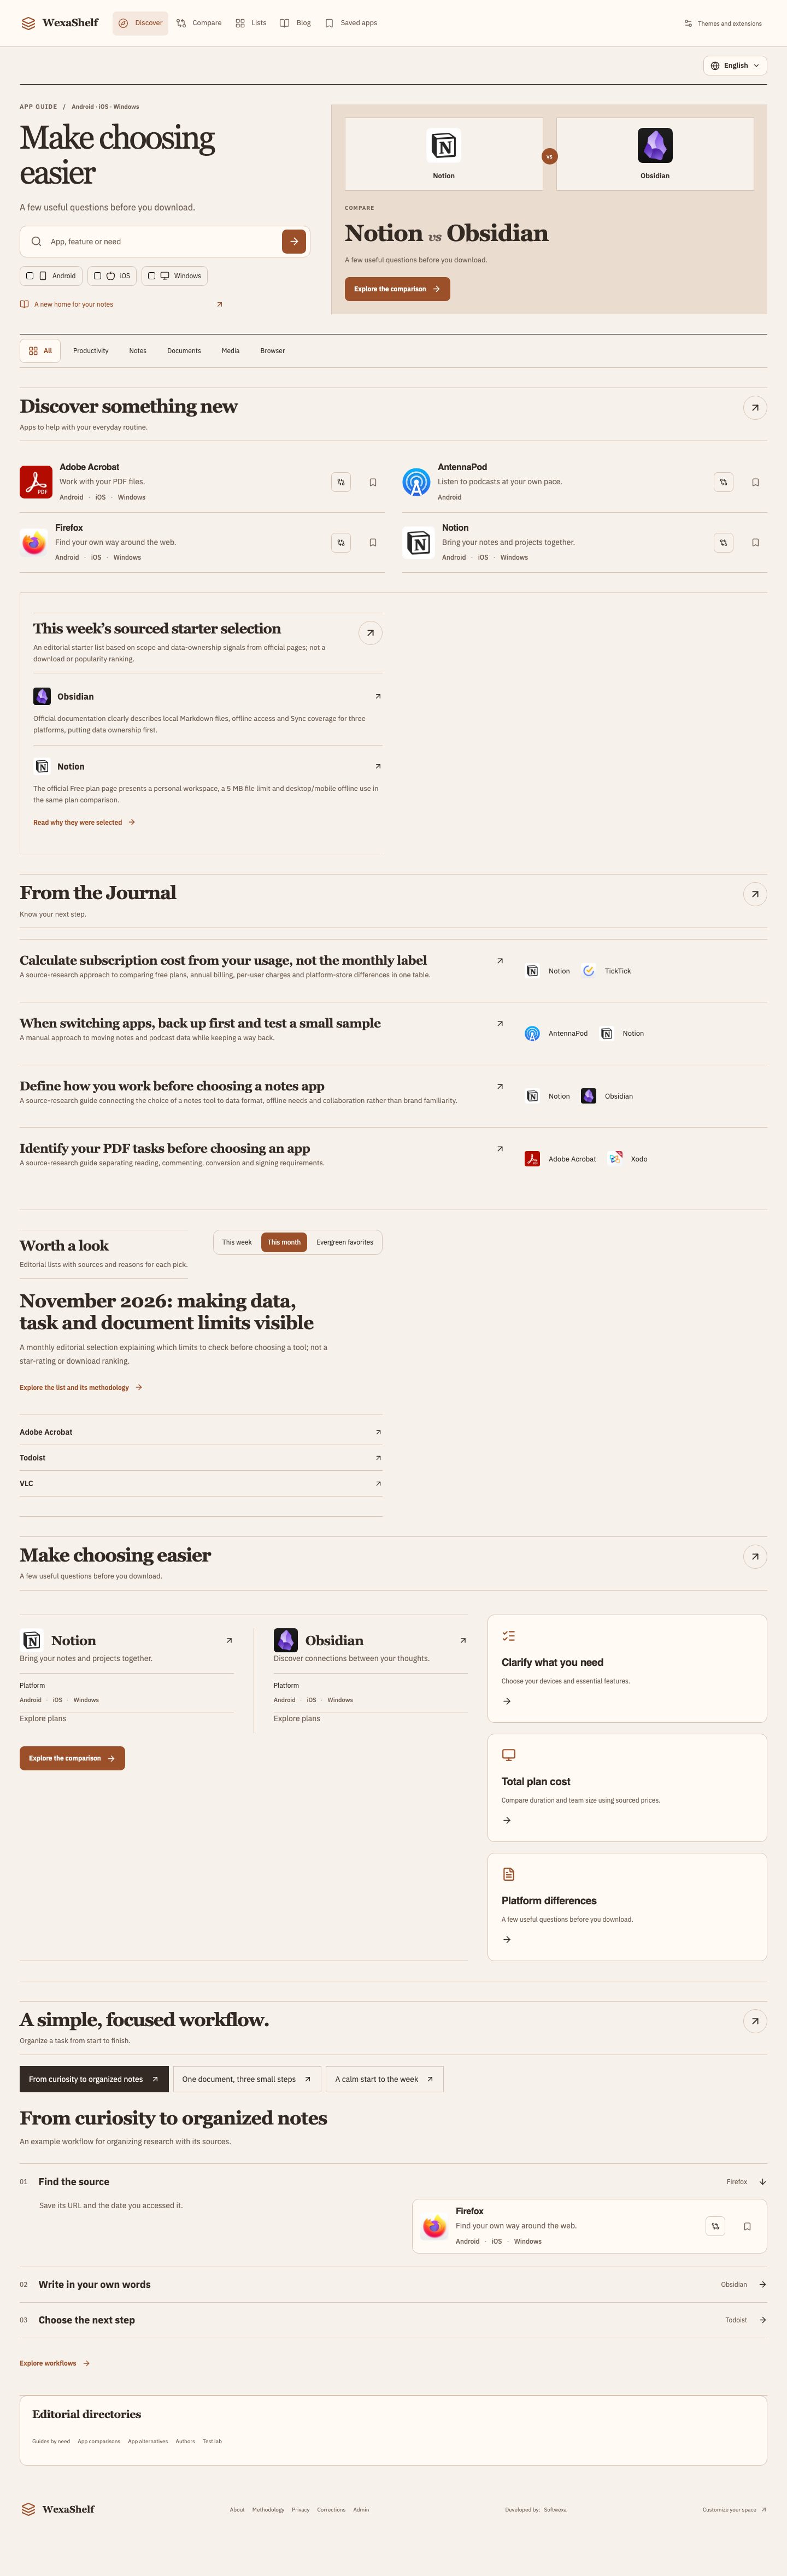 WexaShelf
Discover
Compare
Lists
Blog
Saved apps
Themes and extensions
English
APP GUIDE / Android · iOS · Windows
Make choosing
easier
A few useful questions before you download.
App, feature or need
Android
iOS
Windows
A new home for your notes
Notion
VS
Obsidian
COMPARE
Notion vs Obsidian
A few useful questions before you download.
Explore the comparison
All
Productivity
Notes
Documents
Media
Browser
Discover something new
Apps to help with your everyday routine.
Adobe Acrobat
Work with your PDF files.
Android · iOS · Windows
AntennaPod
Listen to podcasts at your own pace.
Android
Firefox
Find your own way around the web.
Android · iOS · Windows
Notion
Bring your notes and projects together.
Android · iOS · Windows
This week's sourced starter selection
An editorial starter list based on scope and data-ownership signals from official pages; not a
download or popularity ranking.
Obsidian
Official documentation clearly describes local Markdown files, offline access and Sync coverage for three
platforms, putting data ownership first.
Notion
The official Free plan page presents a personal workspace, a 5 MB file limit and desktop/mobile offline use in
the same plan comparison.
Read why they were selected
From the Journal
Know your next step.
Calculate subscription cost from your usage, not the monthly label
A source-research approach to comparing free plans, annual billing, per-user charges and platform-store differences in one table.
Notion
TickTick
When switching apps, back up first and test a small sample
A manual approach to moving notes and podcast data while keeping a way back.
AntennaPod
Notion
Define how you work before choosing a notes app
A source-research guide connecting the choice of a notes tool to data format, offline needs and collaboration rather than brand familiarity.
Notion
Obsidian
Identify your PDF tasks before choosing an app
A source-research guide separating reading, commenting, conversion and signing requirements.
Adobe Acrobat
Xodo
Worth a look
Editorial lists with sources and reasons for each pick.
This week
This month
Evergreen favorites
November 2026: making data,
task and document limits visible
A monthly editorial selection explaining which limits to check before choosing a tool; not a
star-rating or download ranking.
Explore the list and its methodology
Adobe Acrobat
Todoist
VLC
Make choosing easier
A few useful questions before you download.
Notion
Bring your notes and projects together.
Platform
Android · iOS · Windows
Explore plans
Obsidian
Discover connections between your thoughts.
Platform
Android · iOS · Windows
Explore plans
Explore the comparison
Clarify what you need
Choose your devices and essential features.
Total plan cost
Compare duration and team size using sourced prices.
Platform differences
A few useful questions before you download.
A simple, focused workflow.
Organize a task from start to finish.
From curiosity to organized notes
One document, three small steps
A calm start to the week
From curiosity to organized notes
An example workflow for organizing research with its sources.
01 Find the source
Firefox
Save its URL and the date you accessed it.
Firefox
Find your own way around the web.
Android · iOS · Windows
02 Write in your own words
Obsidian
03 Choose the next step
Todoist
Explore workflows
Editorial directories
Guides by need
App comparisons
App alternatives
Authors
Test lab
WexaShelf
About
Methodology
Privacy
Corrections
Admin
Developed by: Softwexa
Customize your space